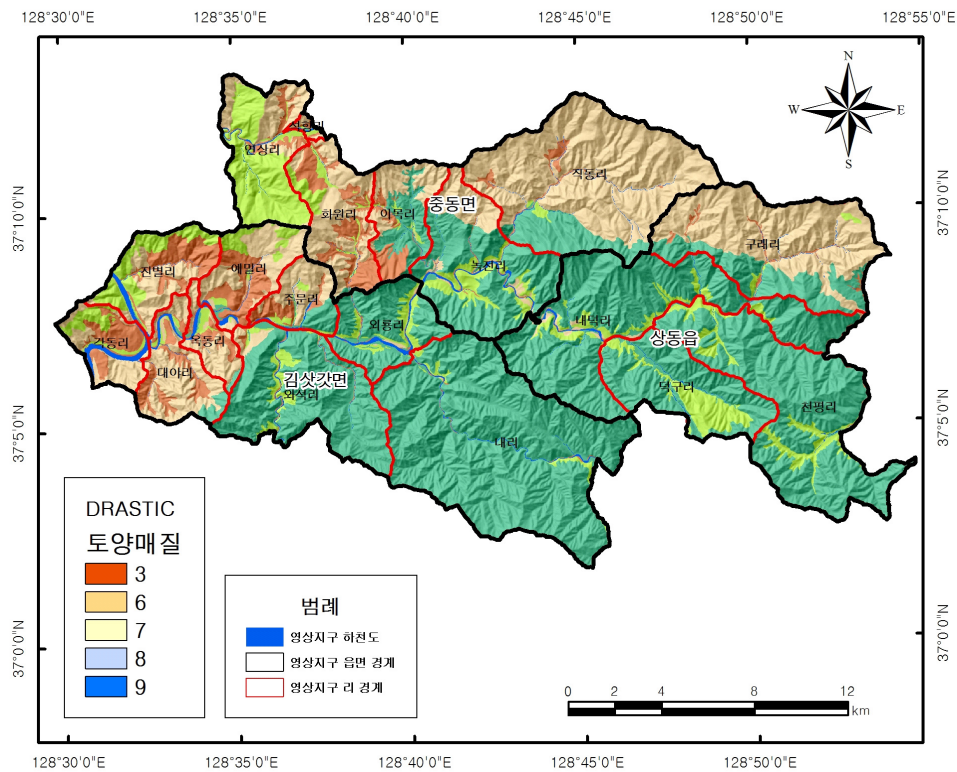 128°30'0"E 128°35'0"E 128°40'0"E 128°45'0"E 128°50'0"E 128°55'0"E
N
W E
S
석항리
연상리
직동리
화원리 이목리 중동면
구래리
37°10'0"N 37°10'0"N
진별리 예밀리 녹전리
주문리
외룡리 내덕리
각동리 옥동리 상동읍
대야리 김삿갓면 덕구리
와석리 천평리
37°5'0"N 37°5'0"N
내리
DRASTIC
토양매질
3
6
7
8
9
범례
영상지구 하천도
영상지구 읍면 경계
영상지구 리 경계
37°0'0"N 37°0'0"N
0 2 4 8 12
km
128°30'0"E 128°35'0"E 128°40'0"E 128°45'0"E 128°50'0"E